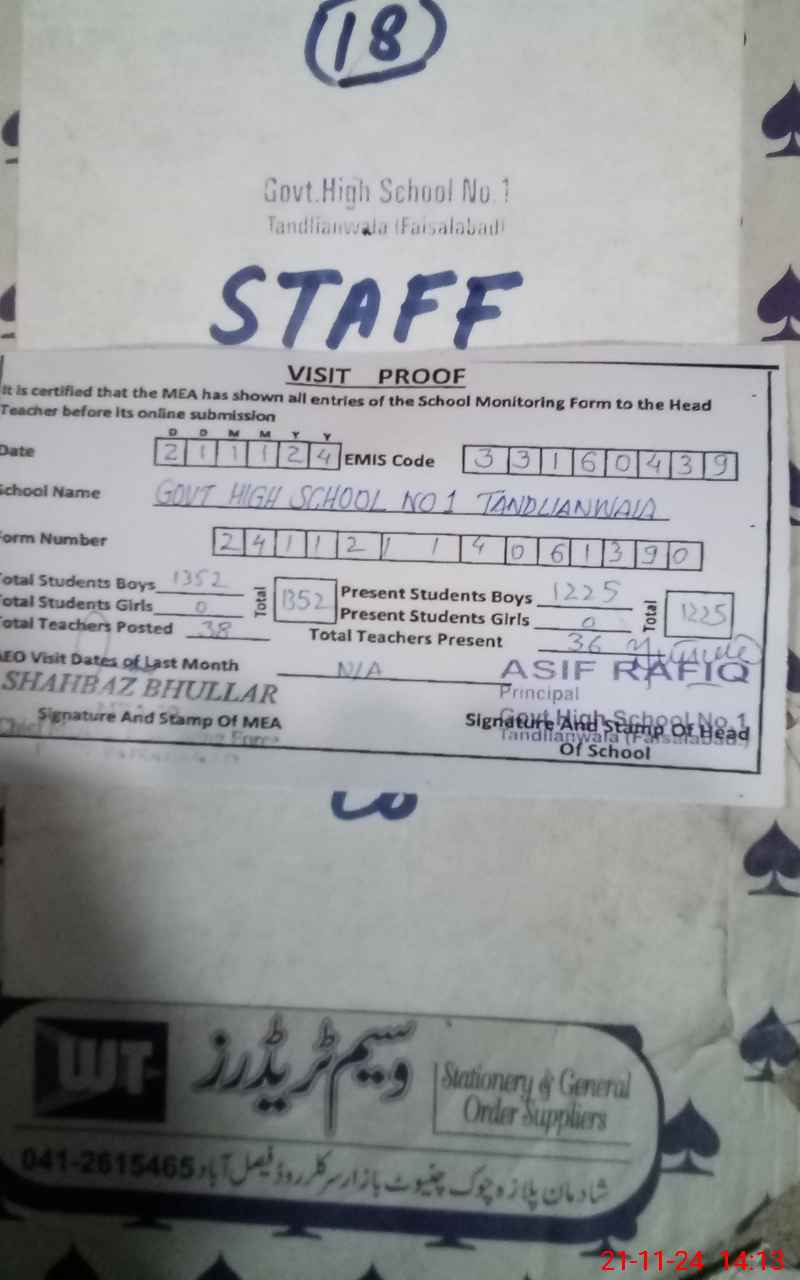 18
Govt.High School No.1
Tandlianwala (Faisalabad)
STAFF
VISIT PROOF
It is certified that the MEA has shown all entries of the School Monitoring Form to the Head
Teacher before its online submission
D D M M Y Y
Date 2 1 1 1 2 4 EMIS Code 3 3 1 6 0 4 3 9
School Name GOVT HIGH SCHOOL NO 1 TANDLIANWALA
Form Number 2 4 1 1 2 1 1 4 0 6 1 3 9 0
Total Students Boys 1352 Total 1352 Present Students Boys 1225 Total 1225
Total Students Girls 0 Present Students Girls 0
Total Teachers Posted 38 Total Teachers Present 36
AEO Visit Dates of Last Month N/A
ASIF RAFIQ
SHAHBAZ BHULLAR
Principal
Govt.High School No.1
Signature And Stamp Of MEA Signature And Stamp Of Head
Tandlianwala (Faisalabad)
Of School
WT
وسیم ٹریڈرز
Stationery & General
Order Suppliers
شادمان پلازہ چوک چنیوٹ بازار سرکلر روڈ فیصل آباد 041-2615465
21-11-24 14:13